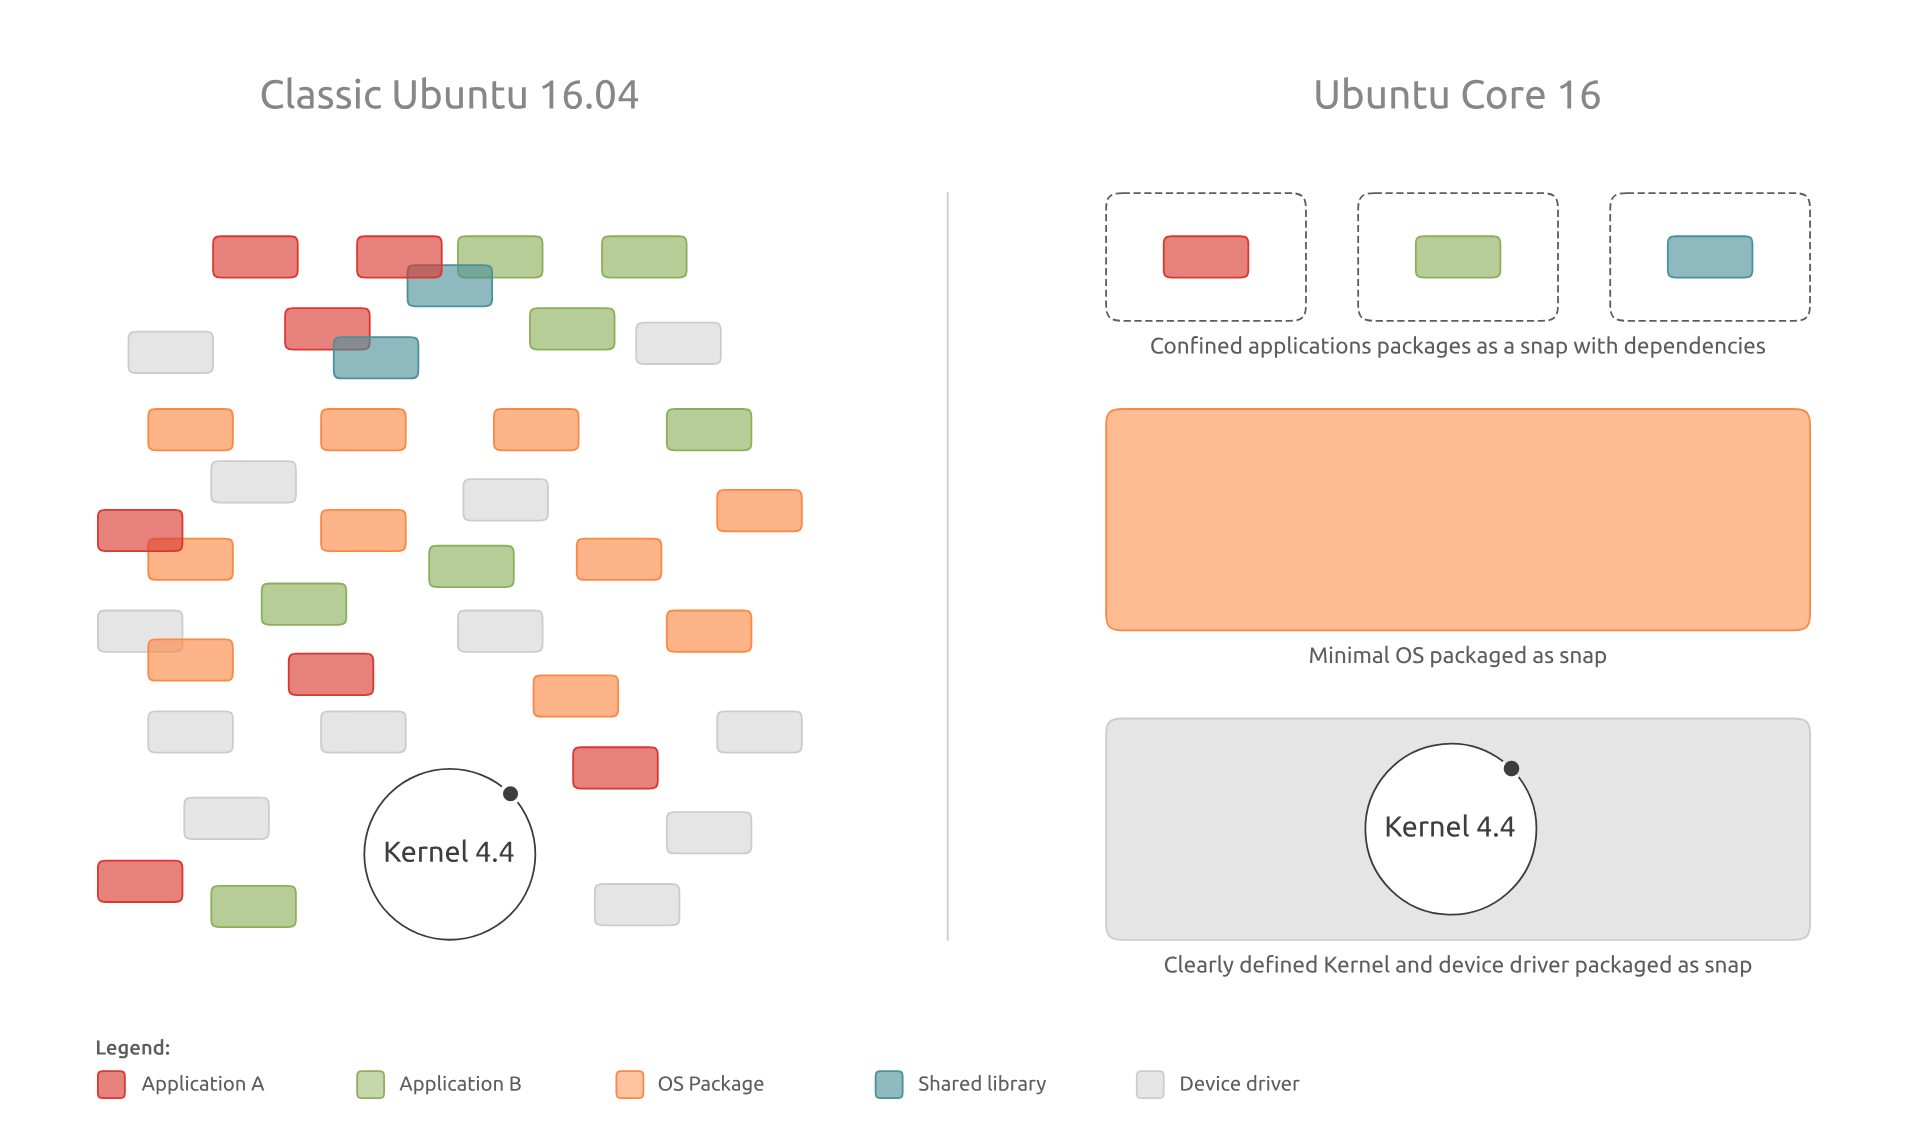 Classic Ubuntu 16.04
Ubuntu Core 16
Confined applications packages as a snap with dependencies
Minimal OS packaged as snap
Kernel 4.4
Kernel 4.4
Clearly defined Kernel and device driver packaged as snap
Legend:
Application A
Application B
OS Package
Shared library
Device driver